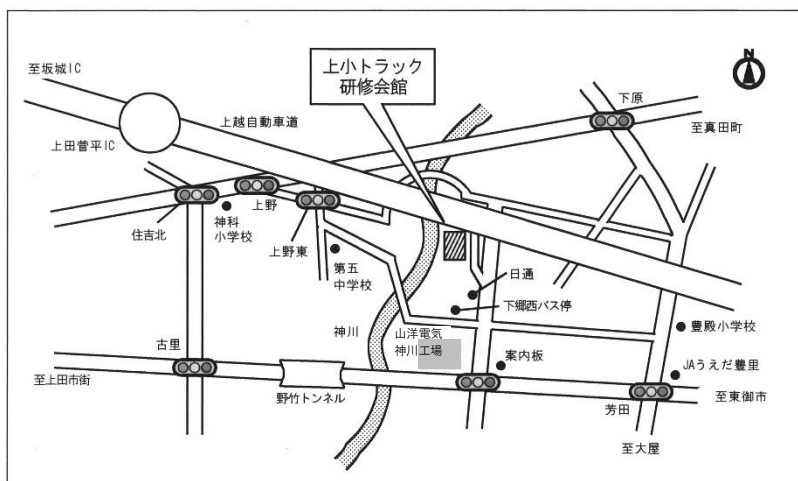 上小トラック
研修会館
N
至坂城IC
上越自動車道
下原
至真田町
上田菅平IC
上野
住吉北
神科
小学校
上野東
第五
中学校
日通
下郷西バス停
神川
山洋電気
神川工場
豊殿小学校
古里
案内板
JAうえだ豊里
至上田市街
野竹トンネル
芳田
至東御市
至大屋